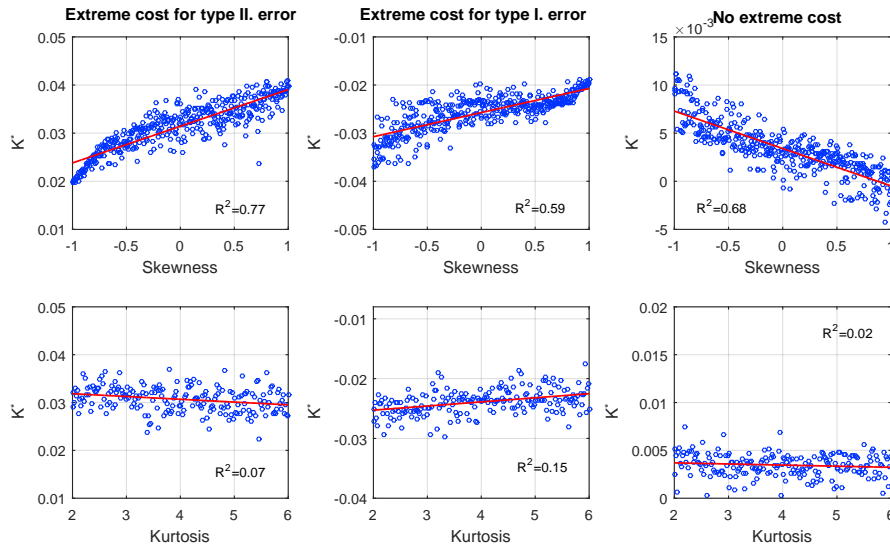 Extreme cost for type II. error
0.05
0.04
0.03
0.02
0.01
K*
R²=0.77
-1 -0.5 0 0.5 1
Skewness
Extreme cost for type I. error
-0.01
-0.02
-0.03
-0.04
-0.05
K*
R²=0.59
-1 -0.5 0 0.5 1
Skewness
No extreme cost
×10⁻³
15
10
5
0
-5
K*
R²=0.68
-1 -0.5 0 0.5 1
Skewness
0.05
0.04
0.03
0.02
0.01
K*
R²=0.07
2 3 4 5 6
Kurtosis
-0.01
-0.02
-0.03
-0.04
K*
R²=0.15
2 3 4 5 6
Kurtosis
0.02
0.015
0.01
0.005
0
K*
R²=0.02
2 3 4 5 6
Kurtosis